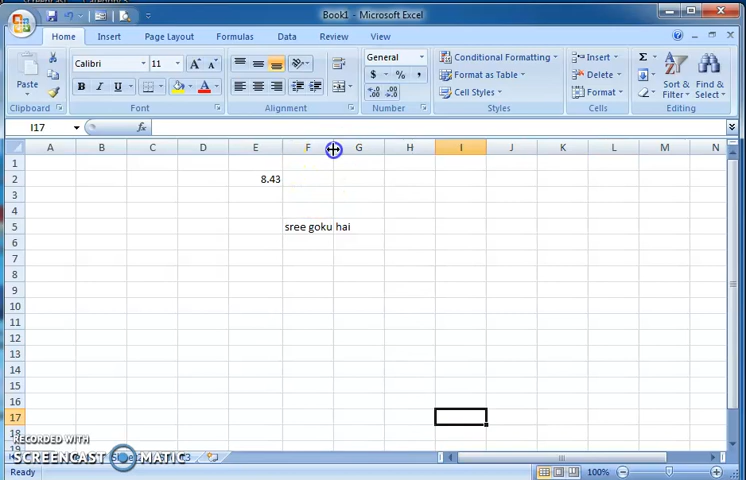 Book1 - Microsoft Excel
Home Insert Page Layout Formulas Data Review View
Paste
Clipboard
Calibri 11
B I U
A A A
Font
Alignment
General
$ % ,
Number
Conditional Formatting
Format as Table
Cell Styles
Styles
Insert
Delete
Format
Cells
Σ
Sort & Filter
Find & Select
Editing
I17 fx
A B C D E F G H I J K L M N
1
2 8.43
3
4
5 sree goku hai
6
7
8
9
10
11
12
13
14
15
16
17
18
19
RECORDED WITH
SCREENCAST MATIC
Ready 100%